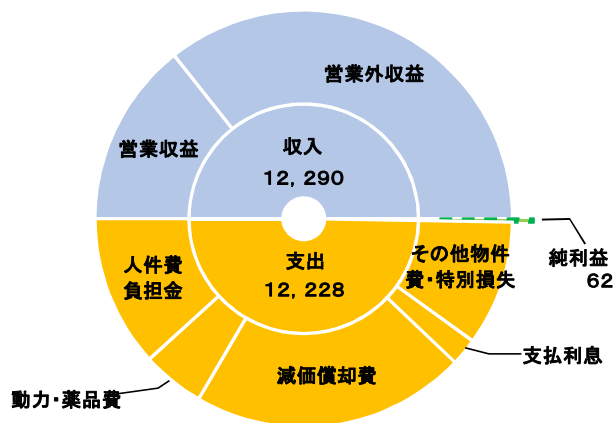 営業外収益
営業収益
収入
12,290
支出
12,228
人件費
負担金
その他物件
費・特別損失
純利益
62
支払利息
減価償却費
動力・薬品費